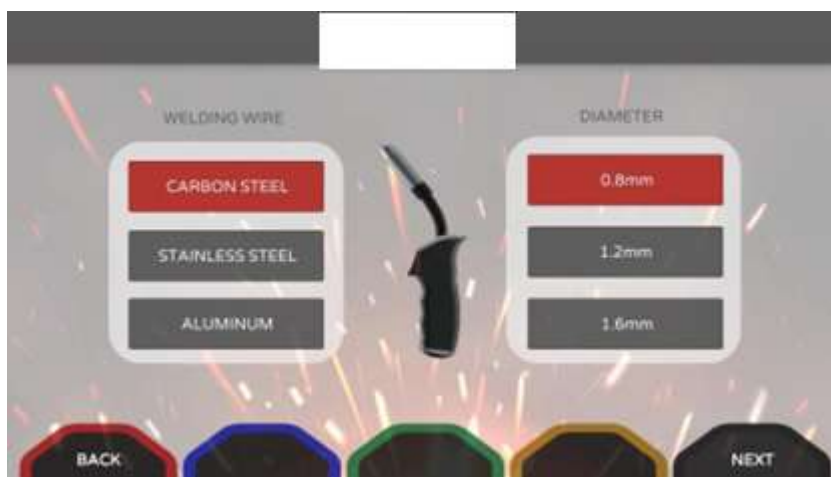 WELDING WIRE
CARBON STEEL
STAINLESS STEEL
ALUMINUM
DIAMETER
0.8mm
1.2mm
1.6mm
BACK
NEXT